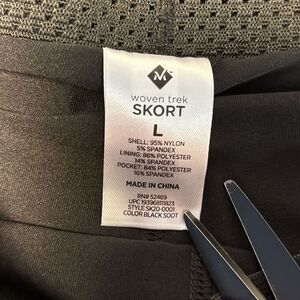 M
woven trek
SKORT
L
SHELL: 95% NYLON
5% SPANDEX
LINING: 86% POLYESTER
14% SPANDEX
POCKET: 84% POLYESTER
16% SPANDEX
MADE IN CHINA
RN# 52469
UPC 193968111823
STYLE SK20-0001
COLOR BLACK SOOT